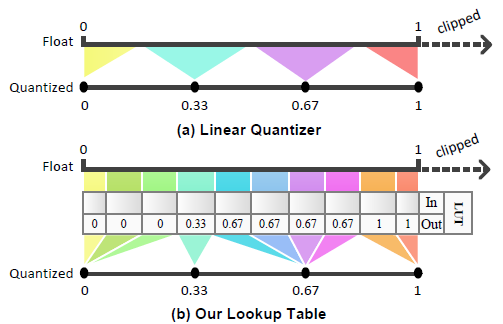 0 1 clipped
Float
Quantized
0 0.33 0.67 1
(a) Linear Quantizer
0 1 clipped
Float
In
0 0 0 0.33 0.67 0.67 0.67 0.67 1 1 Out LUT
Quantized
0 0.33 0.67 1
(b) Our Lookup Table